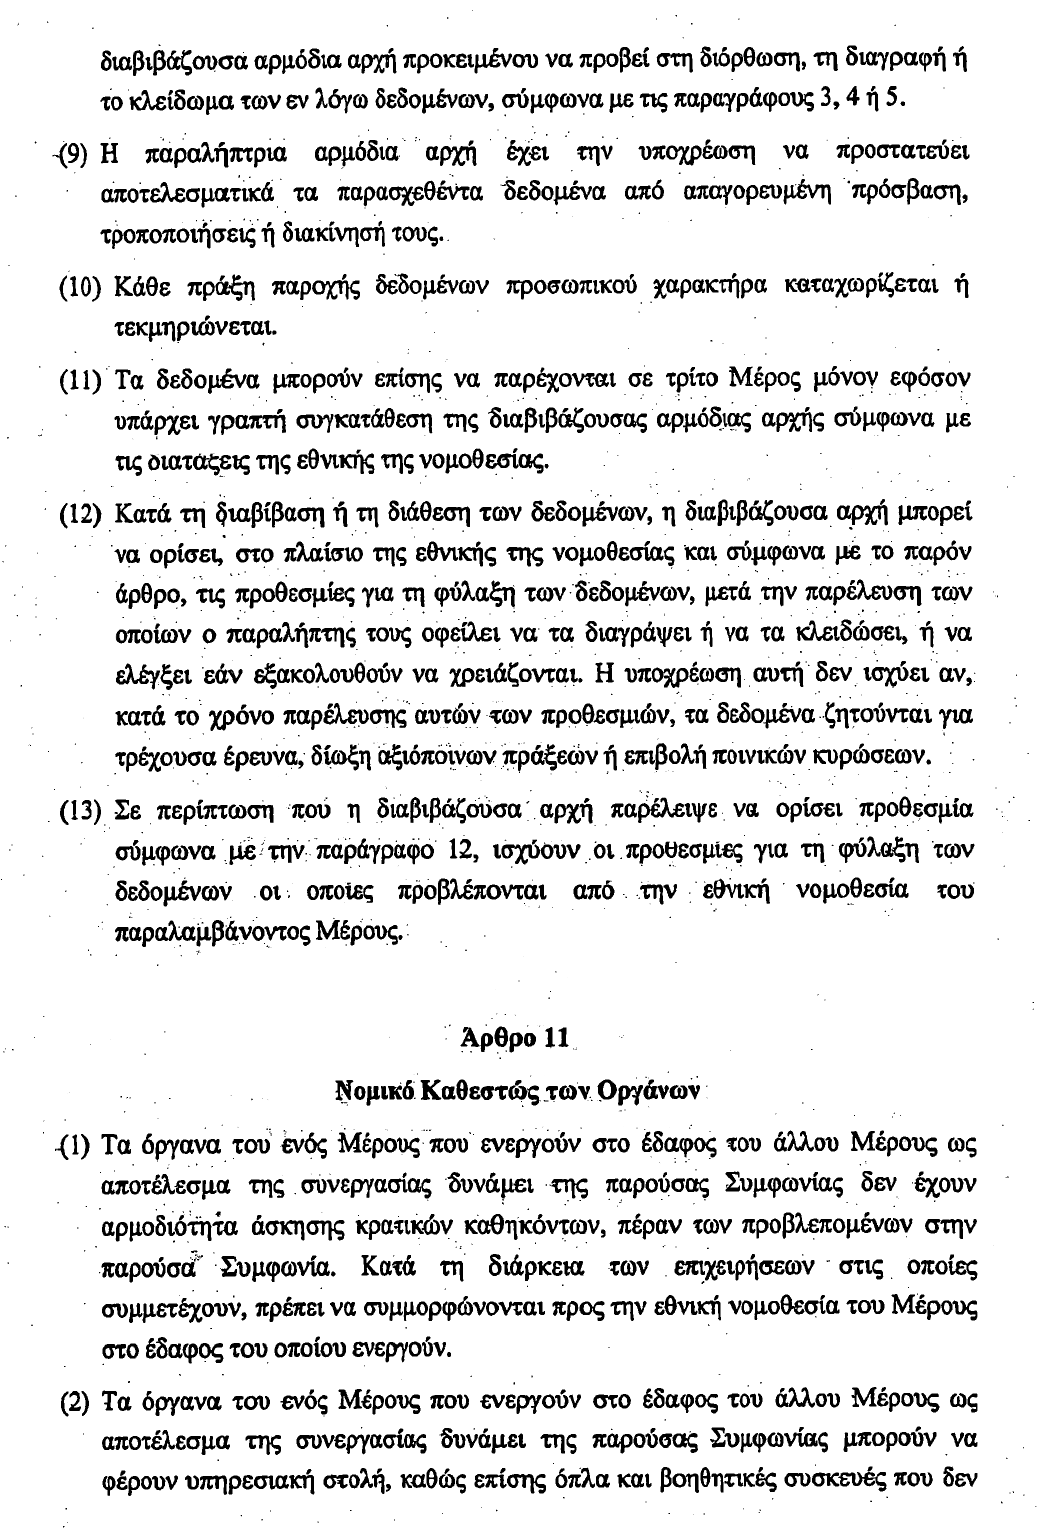 διαβιβάζουσα αρμόδια αρχή προκειμένου να προβεί στη διόρθωση, τη διαγραφή ή
το κλείδωμα των εν λόγω δεδομένων, σύμφωνα με τις παραγράφους 3, 4 ή 5.
(9) Η παραλήπτρια αρμόδια αρχή έχει την υποχρέωση να προστατεύει
αποτελεσματικά τα παρασχεθέντα δεδομένα από απαγορευμένη πρόσβαση,
τροποποιήσεις ή διακίνησή τους.
(10) Κάθε πράξη παροχής δεδομένων προσωπικού χαρακτήρα καταχωρίζεται ή
τεκμηριώνεται.
(11) Τα δεδομένα μπορούν επίσης να παρέχονται σε τρίτο Μέρος μόνον εφόσον
υπάρχει γραπτή συγκατάθεση της διαβιβάζουσας αρμόδιας αρχής σύμφωνα με
τις διατάξεις της εθνικής της νομοθεσίας.
(12) Κατά τη διαβίβαση ή τη διάθεση των δεδομένων, η διαβιβάζουσα αρχή μπορεί
να ορίσει, στο πλαίσιο της εθνικής της νομοθεσίας και σύμφωνα με το παρόν
άρθρο, τις προθεσμίες για τη φύλαξη των δεδομένων, μετά την παρέλευση των
οποίων ο παραλήπτης τους οφείλει να τα διαγράψει ή να τα κλειδώσει, ή να
ελέγξει εάν εξακολουθούν να χρειάζονται. Η υποχρέωση αυτή δεν ισχύει αν,
κατά το χρόνο παρέλευσης αυτών των προθεσμιών, τα δεδομένα ζητούνται για
τρέχουσα έρευνα, δίωξη αξιόποινων πράξεων ή επιβολή ποινικών κυρώσεων.
(13) Σε περίπτωση που η διαβιβάζουσα αρχή παρέλειψε να ορίσει προθεσμία
σύμφωνα με την παράγραφο 12, ισχύουν οι προθεσμίες για τη φύλαξη των
δεδομένων οι οποίες προβλέπονται από την εθνική νομοθεσία του
παραλαμβάνοντος Μέρους.
Άρθρο 11
Νομικό Καθεστώς των Οργάνων
(1) Τα όργανα του ενός Μέρους που ενεργούν στο έδαφος του άλλου Μέρους ως
αποτέλεσμα της συνεργασίας δυνάμει της παρούσας Συμφωνίας δεν έχουν
αρμοδιότητα άσκησης κρατικών καθηκόντων, πέραν των προβλεπομένων στην
παρούσα Συμφωνία. Κατά τη διάρκεια των επιχειρήσεων στις οποίες
συμμετέχουν, πρέπει να συμμορφώνονται προς την εθνική νομοθεσία του Μέρους
στο έδαφος του οποίου ενεργούν.
(2) Τα όργανα του ενός Μέρους που ενεργούν στο έδαφος του άλλου Μέρους ως
αποτέλεσμα της συνεργασίας δυνάμει της παρούσας Συμφωνίας μπορούν να
φέρουν υπηρεσιακή στολή, καθώς επίσης όπλα και βοηθητικές συσκευές που δεν